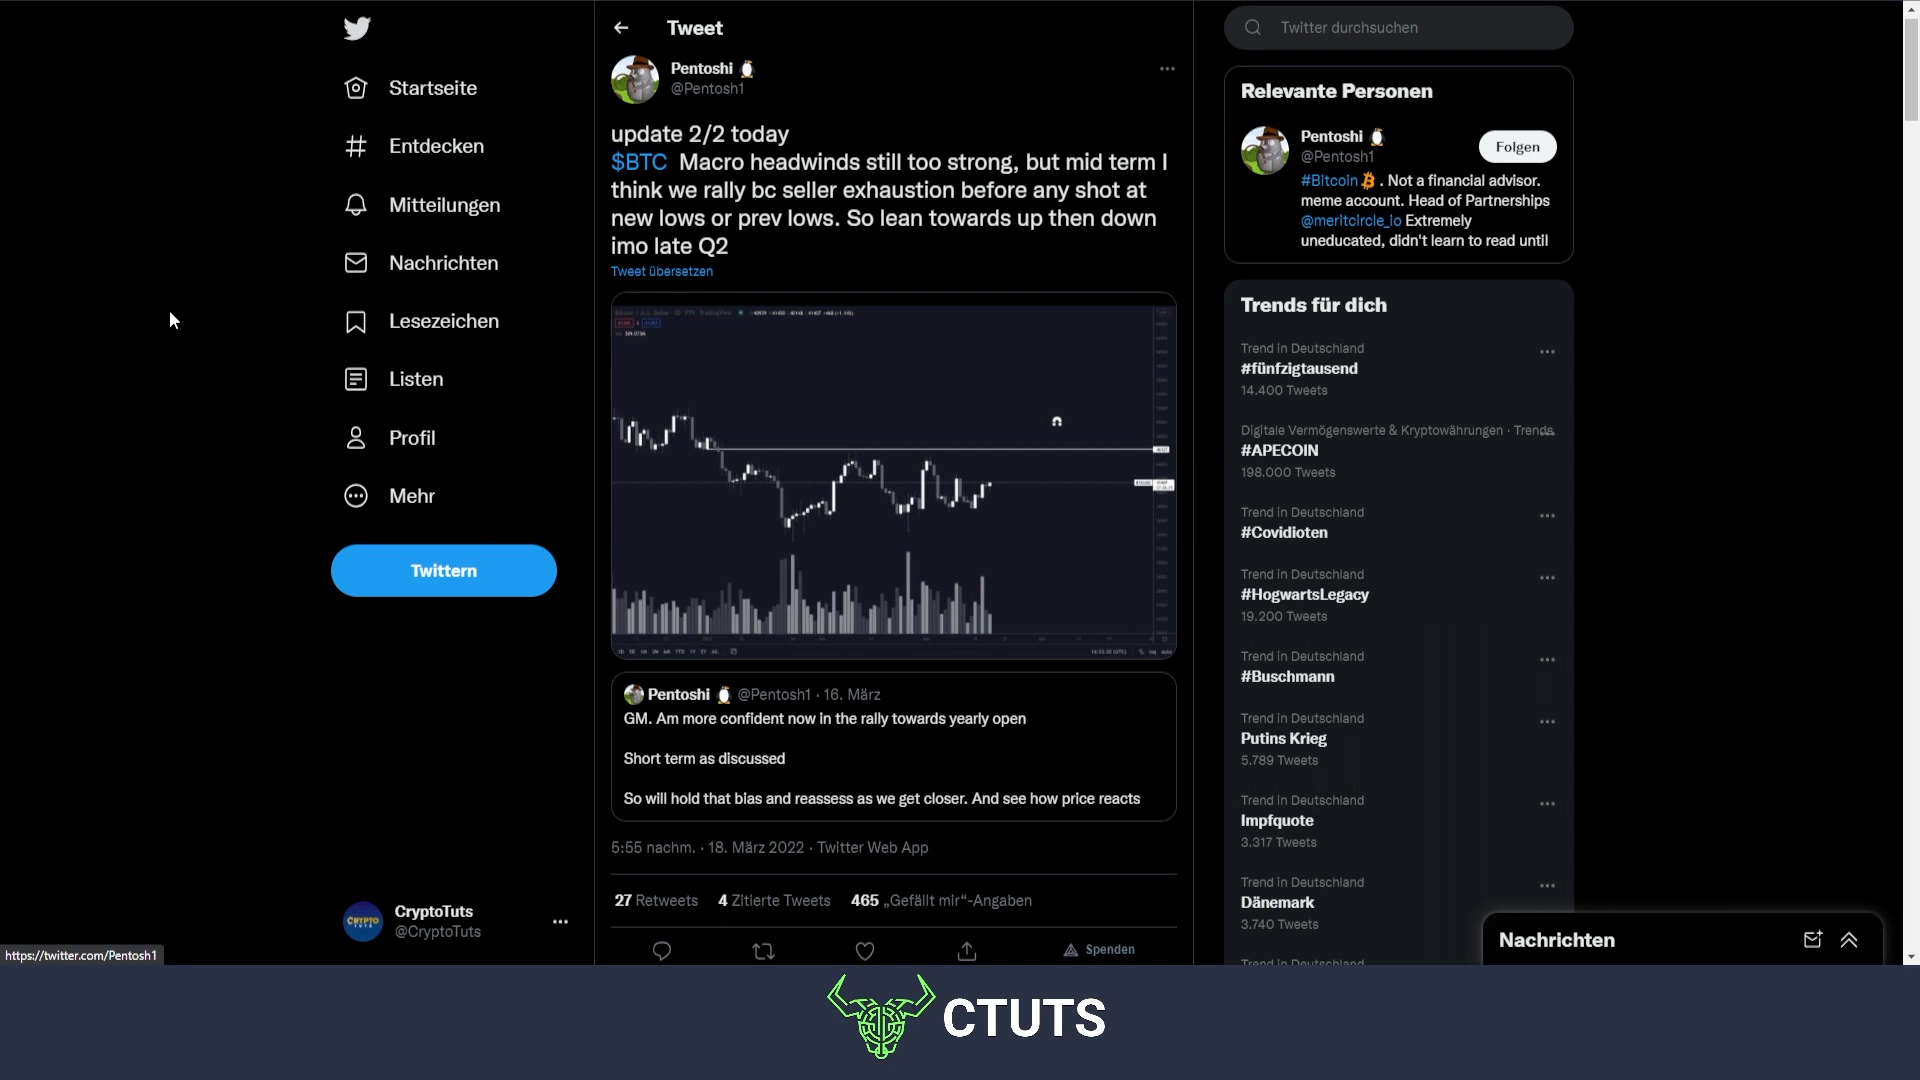 Startseite
Entdecken
Mitteilungen
Nachrichten
Lesezeichen
Listen
Profil
Mehr
Twittern
CRYPTO
CryptoTuts
@CryptoTuts
https://twitter.com/Pentosh1
Tweet
Pentoshi
@Pentosh1
update 2/2 today
$BTC Macro headwinds still too strong, but mid term I
think we rally bc seller exhaustion before any shot at
new lows or prev lows. So lean towards up then down
imo late Q2
Tweet übersetzen
Pentoshi @Pentosh1 · 16. März
GM. Am more confident now in the rally towards yearly open
Short term as discussed
So will hold that bias and reassess as we get closer. And see how price reacts
5:55 nachm. · 18. März 2022 · Twitter Web App
27 Retweets 4 Zitierte Tweets 465 „Gefällt mir“-Angaben
Spenden
Twitter durchsuchen
Relevante Personen
Pentoshi
@Pentosh1
Folgen
#Bitcoin . Not a financial advisor.
meme account. Head of Partnerships
@meritcircle_io Extremely
uneducated, didn't learn to read until
Trends für dich
Trend in Deutschland
#fünfzigtausend
14.400 Tweets
Digitale Vermögenswerte & Kryptowährungen · Trends
#APECOIN
198.000 Tweets
Trend in Deutschland
#Covidioten
Trend in Deutschland
#HogwartsLegacy
19.200 Tweets
Trend in Deutschland
#Buschmann
Trend in Deutschland
Putins Krieg
5.789 Tweets
Trend in Deutschland
Impfquote
3.317 Tweets
Trend in Deutschland
Dänemark
3.740 Tweets
Trend in Deutschland
Nachrichten
CTUTS